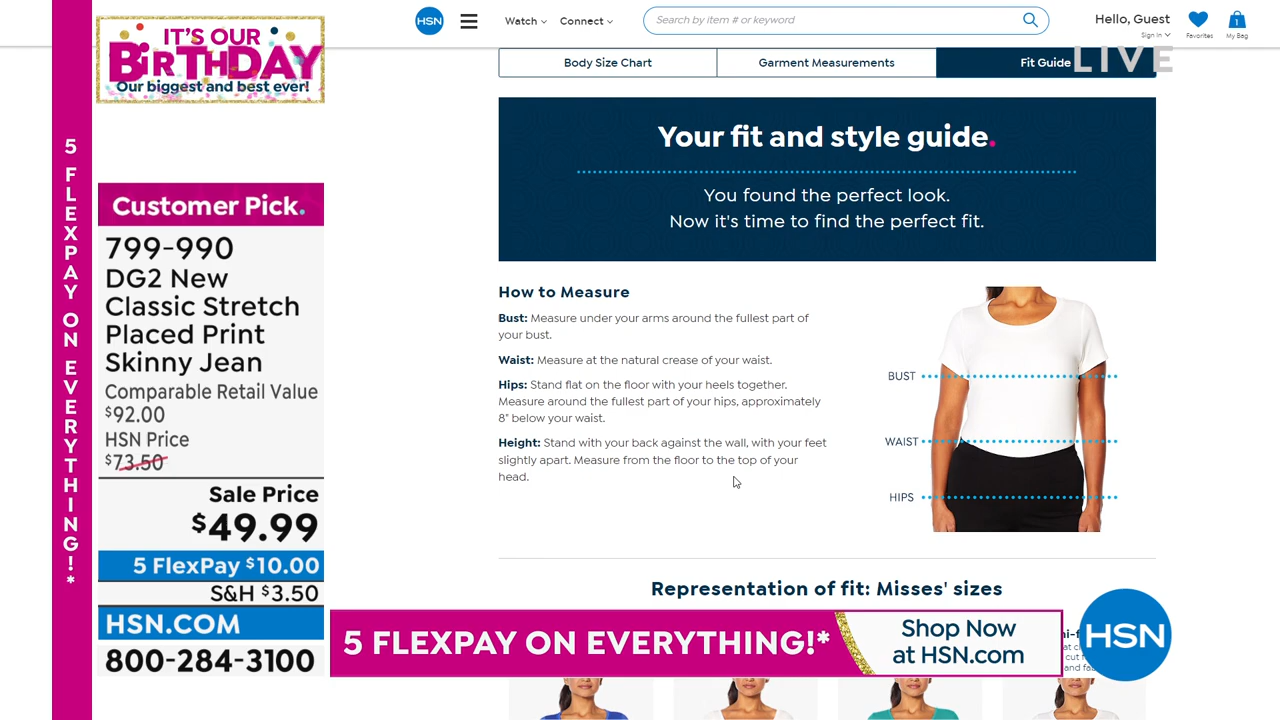 IT'S OUR
BiRTHDAY
Our biggest and best ever!
5 FLEXPAY ON EVERYTHING!*
Customer Pick.
799-990
DG2 New
Classic Stretch
Placed Print
Skinny Jean
Comparable Retail Value
$92.00
HSN Price
$73.50
Sale Price
$49.99
5 FlexPay $10.00
S&H $3.50
HSN.COM
800-284-3100
HSN
Watch
Connect
Search by item # or keyword
Hello, Guest
Sign in
Favorites
1
My Bag
LIVE
Body Size Chart
Garment Measurements
Fit Guide
Your fit and style guide.
You found the perfect look.
Now it's time to find the perfect fit.
How to Measure
Bust: Measure under your arms around the fullest part of
your bust.
Waist: Measure at the natural crease of your waist.
Hips: Stand flat on the floor with your heels together.
Measure around the fullest part of your hips, approximately
8" below your waist.
Height: Stand with your back against the wall, with your feet
slightly apart. Measure from the floor to the top of your
head.
BUST
WAIST
HIPS
Representation of fit: Misses' sizes
5 FLEXPAY ON EVERYTHING!*
Shop Now
at HSN.com
HSN